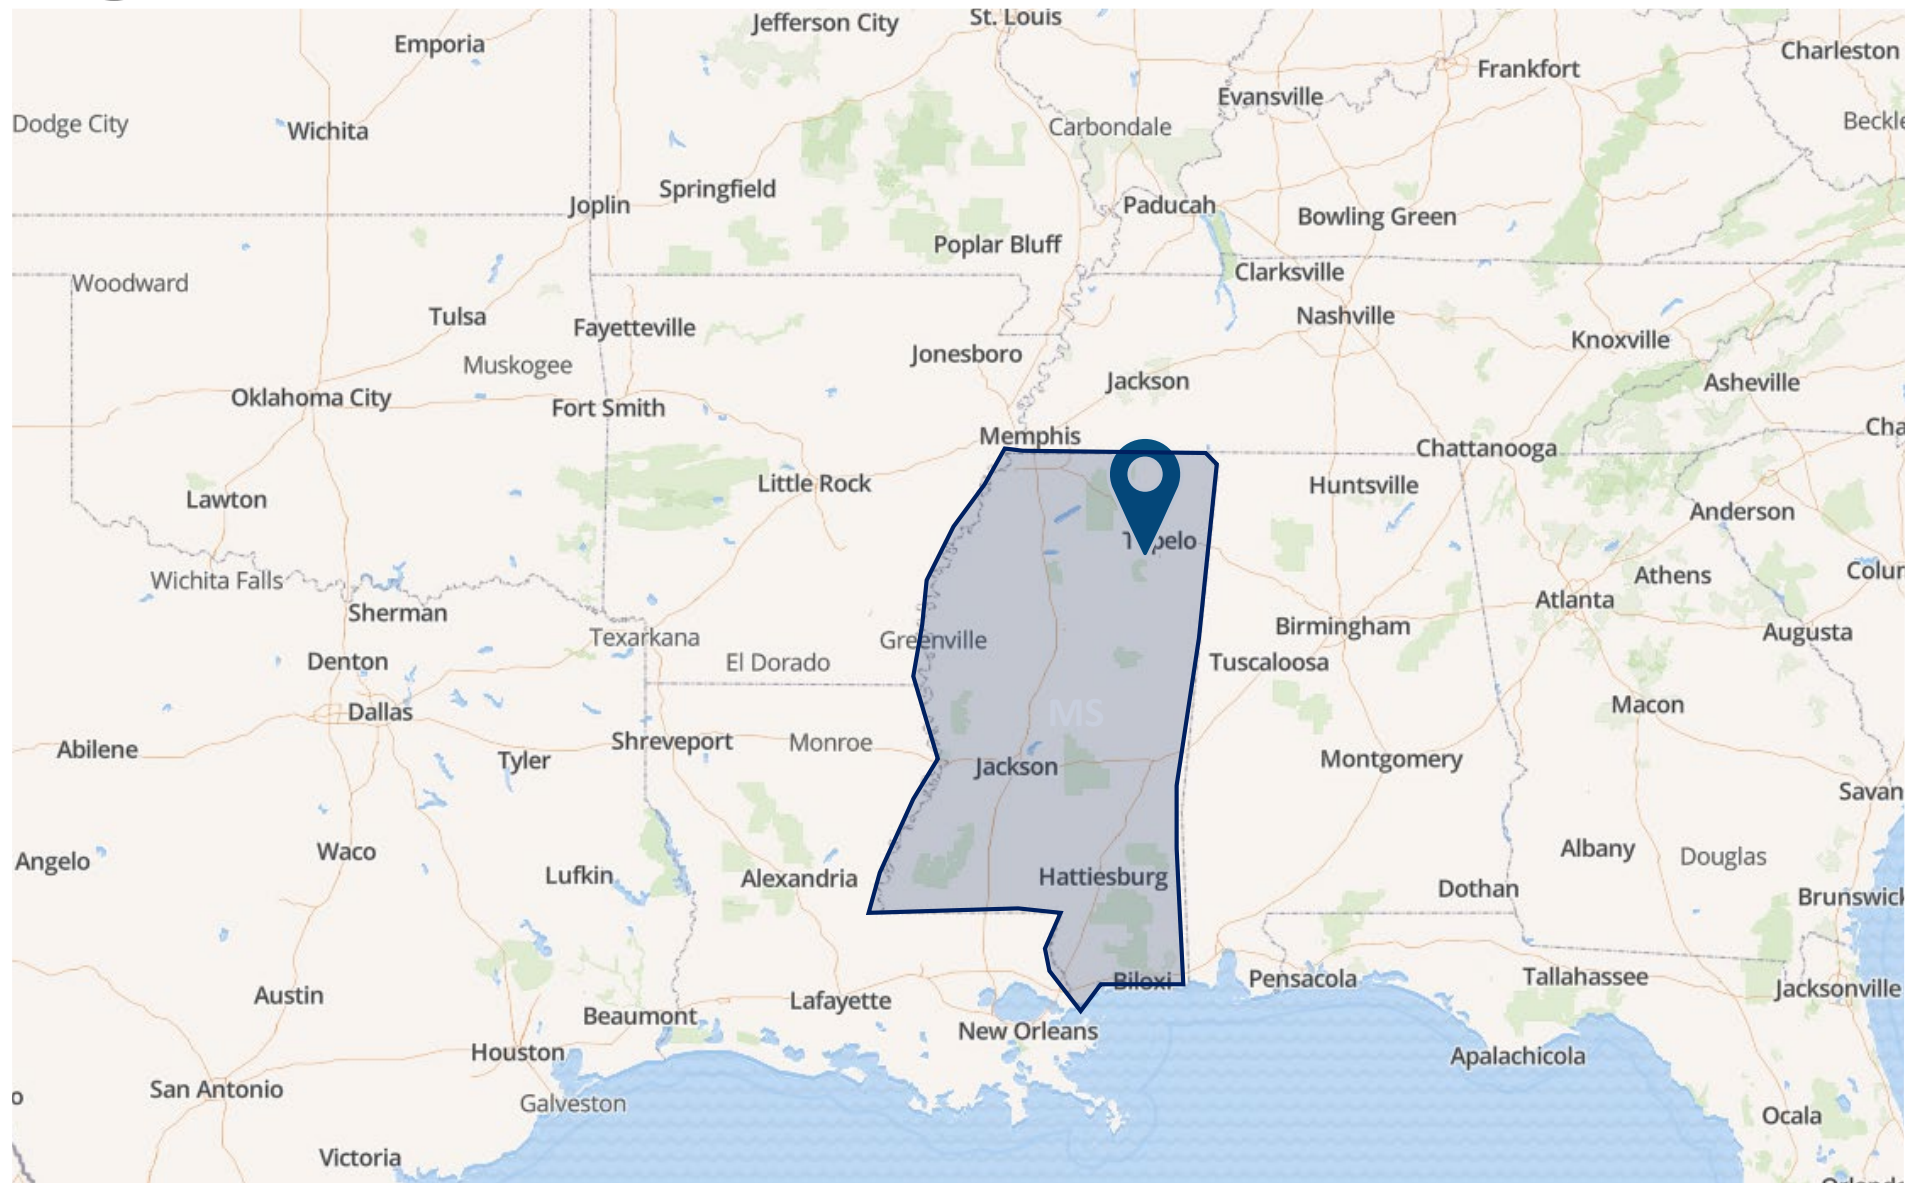 Jefferson City
St. Louis
Emporia
Charleston
Frankfort
Evansville
Dodge City
Wichita
Carbondale
Springfield
Joplin
Paducah
Bowling Green
Poplar Bluff
Woodward
Clarksville
Tulsa
Fayetteville
Nashville
Knoxville
Jonesboro
Muskogee
Jackson
Asheville
Oklahoma City
Fort Smith
Memphis
Chattanooga
Little Rock
Huntsville
Lawton
Anderson
Wichita Falls
Athens
Atlanta
Sherman
Birmingham
Augusta
Texarkana
Greenville
El Dorado
Tuscaloosa
Denton
Macon
Dallas
MS
Shreveport
Monroe
Abilene
Tyler
Jackson
Montgomery
Savan
Waco
Albany
Douglas
Angelo
Lufkin
Alexandria
Hattiesburg
Dothan
Brunswick
Biloxi
Pensacola
Tallahassee
Jacksonville
Austin
Lafayette
Beaumont
New Orleans
Houston
Apalachicola
San Antonio
Galveston
Ocala
Victoria